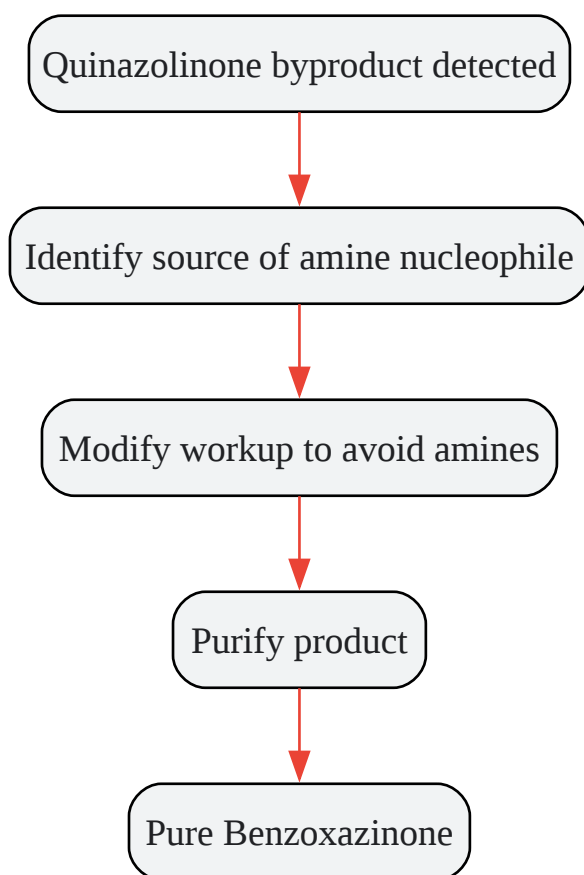 Quinazolinone byproduct detected
Identify source of amine nucleophile
Modify workup to avoid amines
Purify product
Pure Benzoxazinone